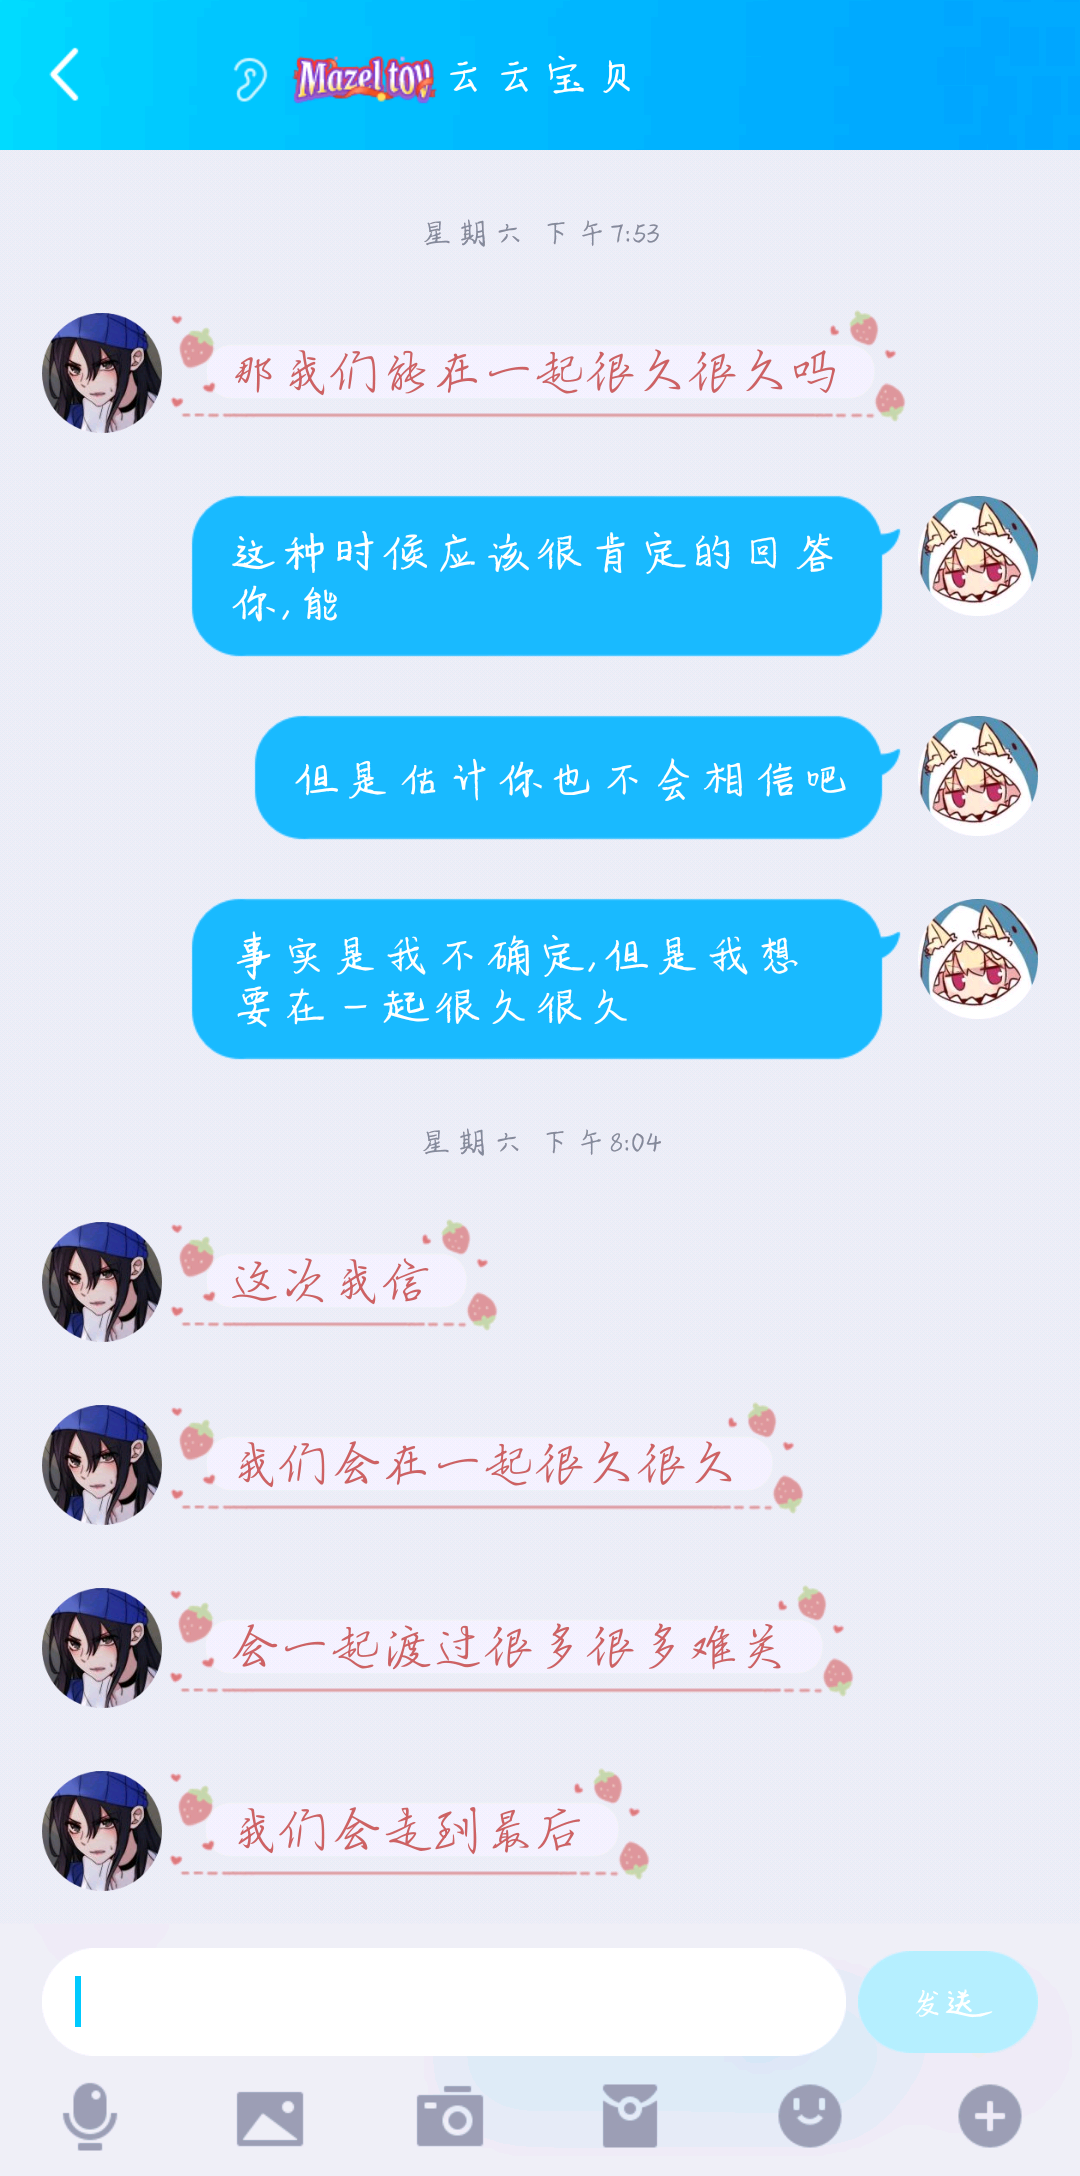 Mazel tov 云云宝贝
星期六 下午7:53
那我们能在一起很久很久吗
这种时候应该很肯定的回答
你,能
但是估计你也不会相信吧
事实是我不确定,但是我想
要在一起很久很久
星期六 下午8:04
这次我信
我们会在一起很久很久
会一起渡过很多很多难关
我们会走到最后
发送